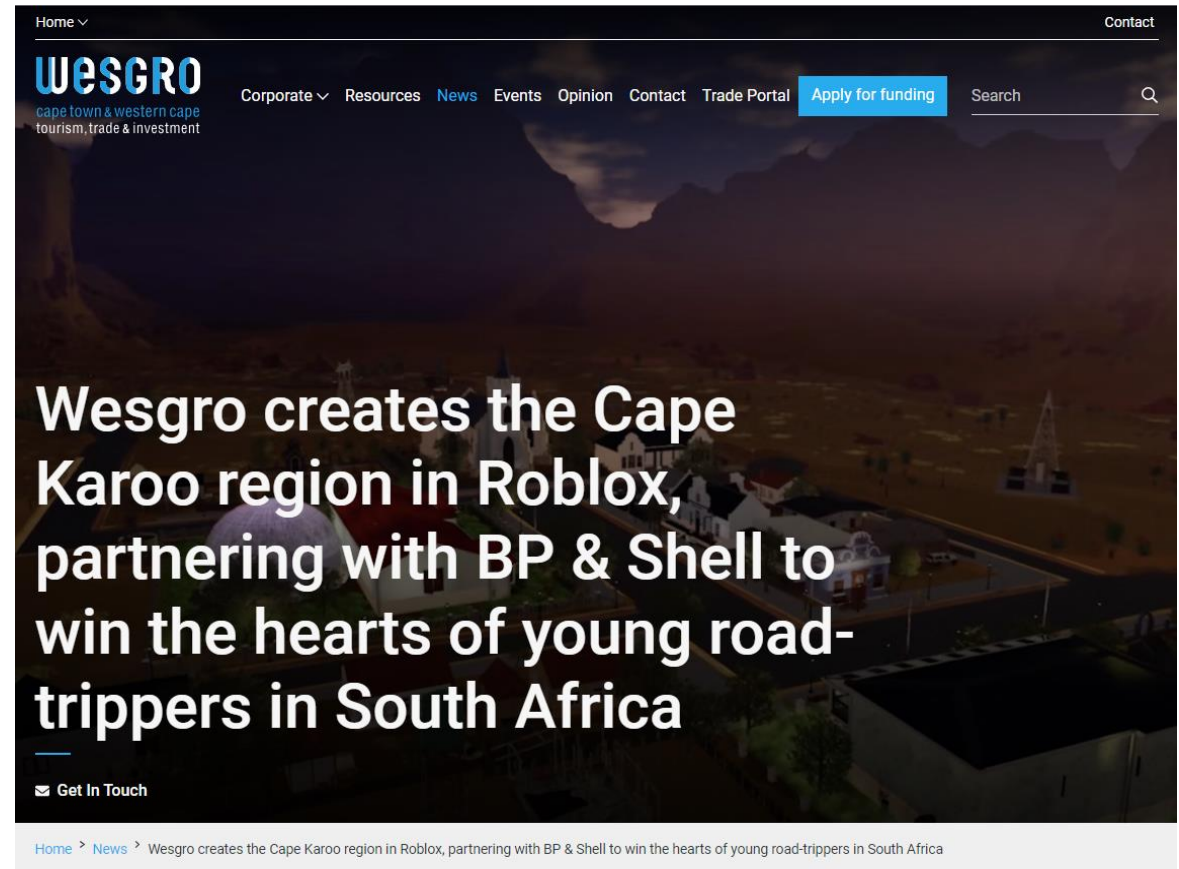 Home
Contact
wesGRO
cape town & western cape
tourism, trade & investment
Corporate Resources News Events Opinion Contact Trade Portal Apply for funding Search
Wesgro creates the Cape
Karoo region in Roblox,
partnering with BP & Shell to
win the hearts of young road-
trippers in South Africa
Get In Touch
Home > News > Wesgro creates the Cape Karoo region in Roblox, partnering with BP & Shell to win the hearts of young road-trippers in South Africa